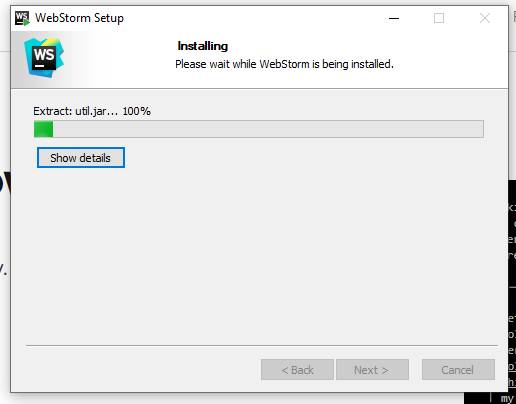 WebStorm Setup
WS
Installing
Please wait while WebStorm is being installed.
Extract: util.jar... 100%
Show details
< Back
Next >
Cancel
my